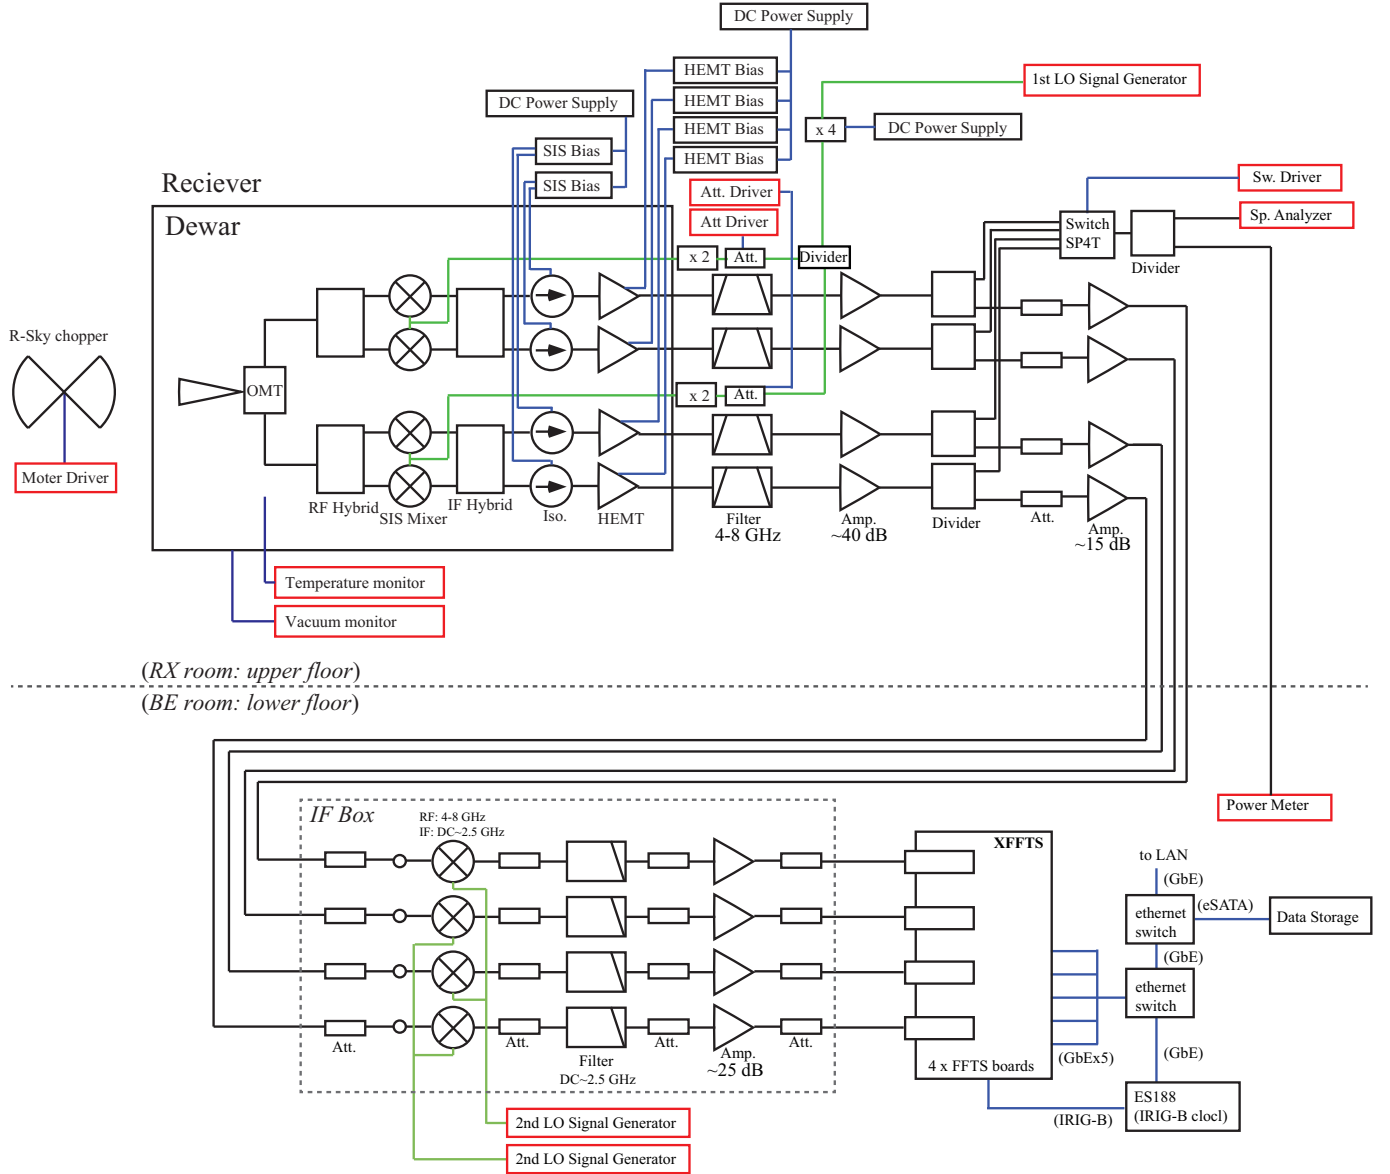 DC Power Supply
HEMT Bias
1st LO Signal Generator
DC Power Supply
HEMT Bias
x 4
DC Power Supply
HEMT Bias
SIS Bias
HEMT Bias
SIS Bias
Reciever
Att. Driver
Sw. Driver
Dewar
Att Driver
Switch
SP4T
Sp. Analyzer
x 2
Att.
Divider
Divider
R-Sky chopper
OMT
x 2
Att.
Moter Driver
RF Hybrid
SIS Mixer
IF Hybrid
Iso.
HEMT
Filter
4-8 GHz
Amp.
~40 dB
Divider
Att.
Amp.
~15 dB
Temperature monitor
Vacuum monitor
(RX room: upper floor)
(BE room: lower floor)
Power Meter
IF Box
RF: 4-8 GHz
IF: DC~2.5 GHz
XFFTS
to LAN
(GbE)
ethernet
switch
(eSATA)
Data Storage
(GbE)
ethernet
switch
Att.
Att.
Filter
DC~2.5 GHz
Att.
Amp.
~25 dB
Att.
4 x FFTS boards
(GbEx5)
(GbE)
ES188
(IRIG-B clocl)
(IRIG-B)
2nd LO Signal Generator
2nd LO Signal Generator